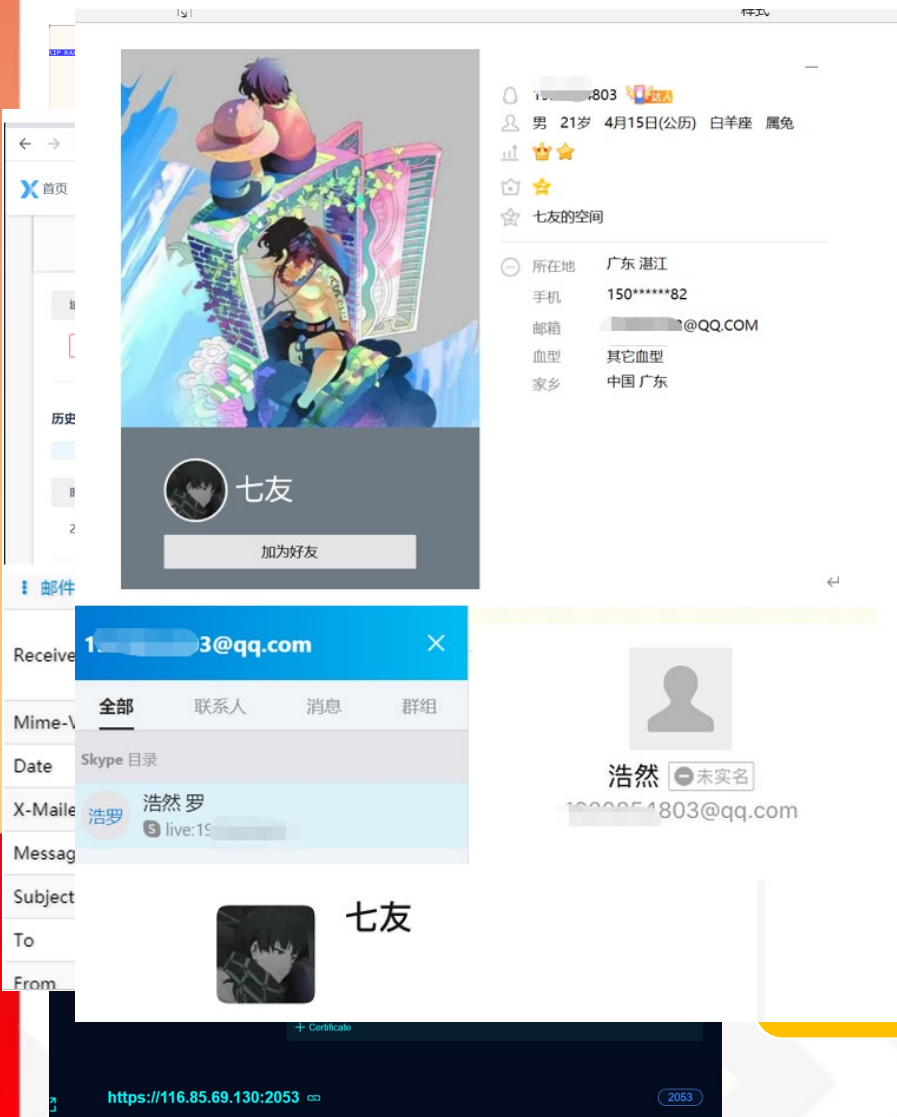 样式
803 达人
男 21岁 4月15日(公历) 白羊座 属兔
七友的空间
所在地 广东 湛江
手机 150******82
邮箱 @QQ.COM
血型 其它血型
家乡 中国 广东
首页
历史
七友
加为好友
邮件
Receive
Mime-V
Date
X-Maile
Messag
Subject
To
From
3@qq.com
全部 联系人 消息 群组
Skype 目录
浩罗
浩然 罗
live:19
浩然 未实名
803@qq.com
七友
+ Certificate
https://116.85.69.130:2053
2053